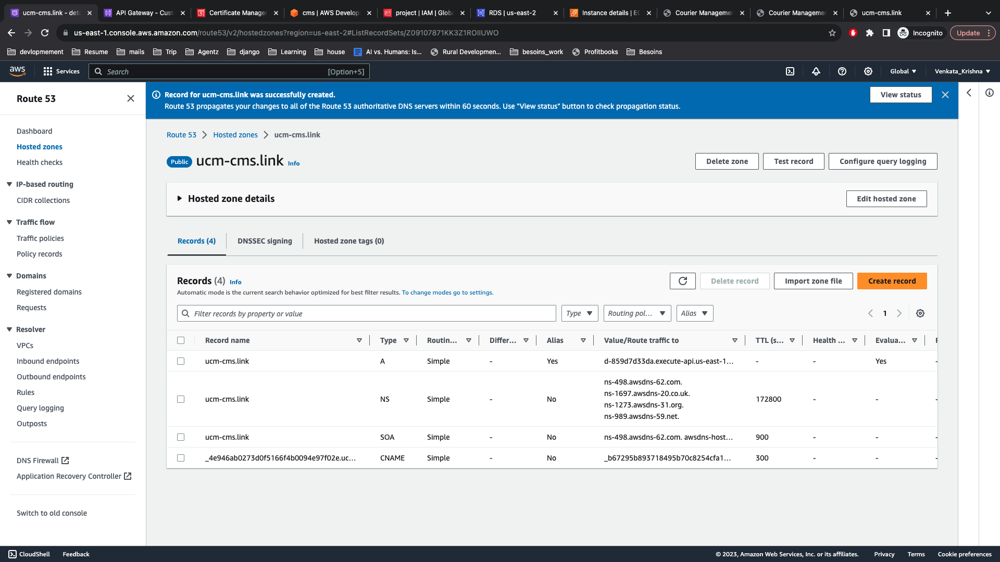 ucm-cms.link - deta
API Gateway - Cust
Certificate Manager
cms | AWS Develop
project | IAM | Globa
RDS | us-east-2
Instance details | EC
Courier Managemen
Courier Managemen
ucm-cms.link
us-east-1.console.aws.amazon.com/route53/v2/hostedzones?region=us-east-2#ListRecordSets/Z09107871KK3Z1ROIIUWO
Incognito
Update
devlopmement
Resume
mails
Trip
Agentz
django
Learning
house
AI vs. Humans: Is...
Rural Developmen...
besoins_work
Profitbooks
Besoins
aws
Services
Search
[Option+S]
Global
Venkata_Krishna
Route 53
Dashboard
Hosted zones
Health checks
IP-based routing
CIDR collections
Traffic flow
Traffic policies
Policy records
Domains
Registered domains
Requests
Resolver
VPCs
Inbound endpoints
Outbound endpoints
Rules
Query logging
Outposts
DNS Firewall
Application Recovery Controller
Switch to old console
Record for ucm-cms.link was successfully created.
Route 53 propagates your changes to all of the Route 53 authoritative DNS servers within 60 seconds. Use "View status" button to check propagation status.
View status
Route 53
Hosted zones
ucm-cms.link
Public
ucm-cms.link
Info
Delete zone
Test record
Configure query logging
Hosted zone details
Edit hosted zone
Records (4)
DNSSEC signing
Hosted zone tags (0)
Records (4)
Info
Automatic mode is the current search behavior optimized for best filter results. To change modes go to settings.
Delete record
Import zone file
Create record
Filter records by property or value
Type
Routing pol...
Alias
1
Record name
Type
Routin...
Differ...
Alias
Value/Route traffic to
TTL (s...
Health ...
Evalua...
ucm-cms.link
A
Simple
-
Yes
d-859d7d33da.execute-api.us-east-1...
-
-
Yes
-
ucm-cms.link
NS
Simple
-
No
ns-498.awsdns-62.com.
ns-1697.awsdns-20.co.uk.
ns-1273.awsdns-31.org.
ns-989.awsdns-59.net.
172800
-
-
-
ucm-cms.link
SOA
Simple
-
No
ns-498.awsdns-62.com. awsdns-host...
900
-
-
-
_4e946ab0273d0f5166f4b0094e97f02e.uc...
CNAME
Simple
-
No
_b67295b893718495b70c8254cfa1...
300
-
-
-
CloudShell
Feedback
© 2023, Amazon Web Services, Inc. or its affiliates.
Privacy
Terms
Cookie preferences